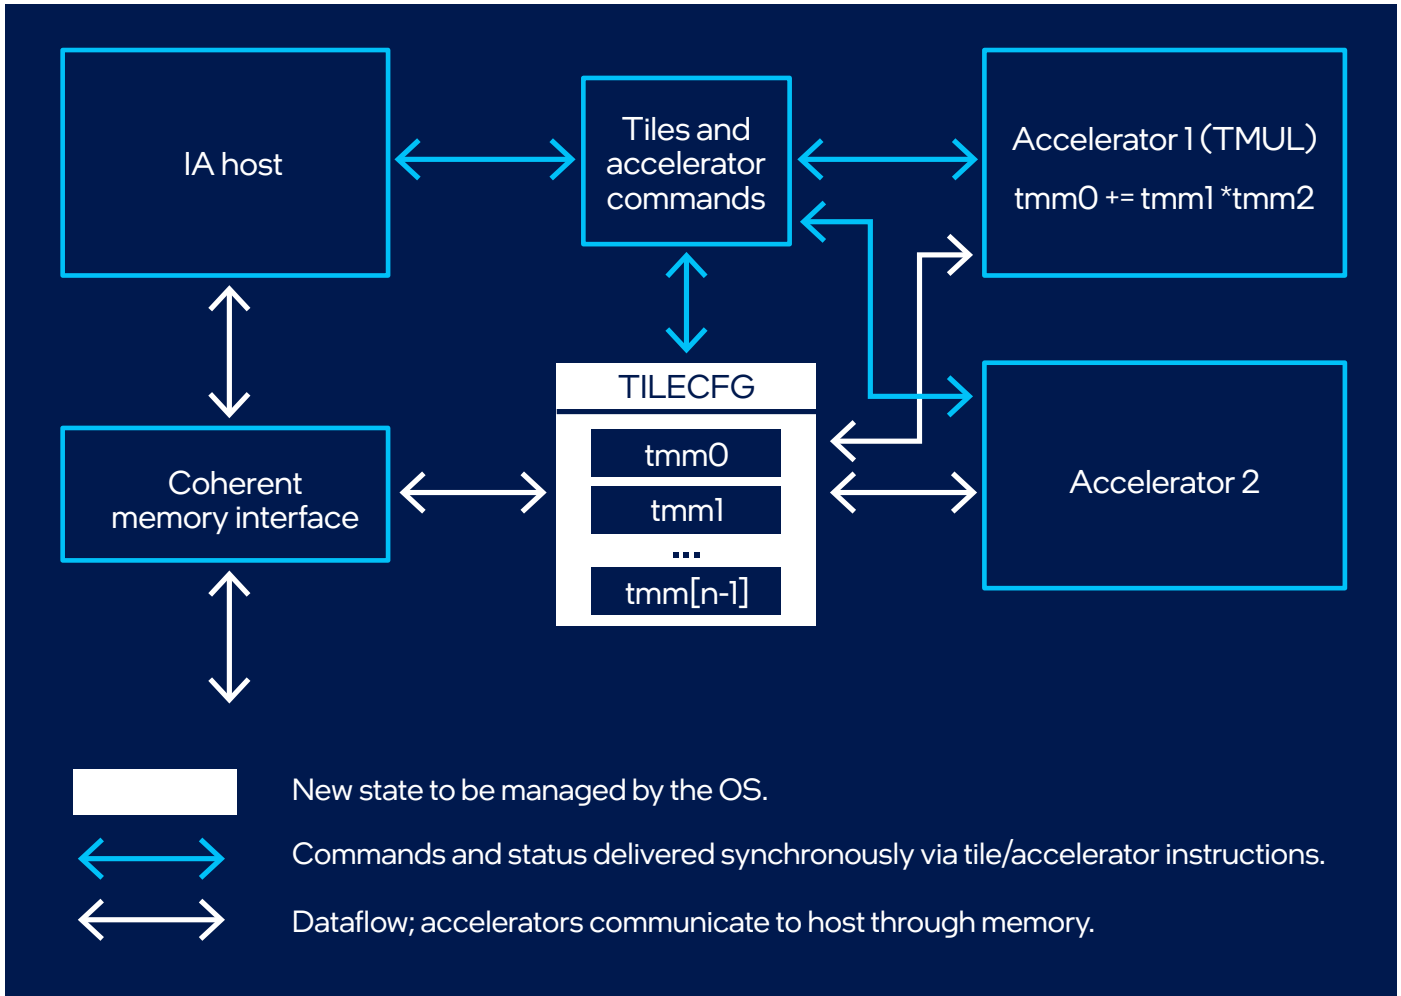 IA host
Tiles and
accelerator
commands
Accelerator 1 (TMUL)
tmm0 += tmm1 *tmm2
TILECFG
tmm0
tmm1
...
tmm[n-1]
Coherent
memory interface
Accelerator 2
New state to be managed by the OS.
Commands and status delivered synchronously via tile/accelerator instructions.
Dataflow; accelerators communicate to host through memory.